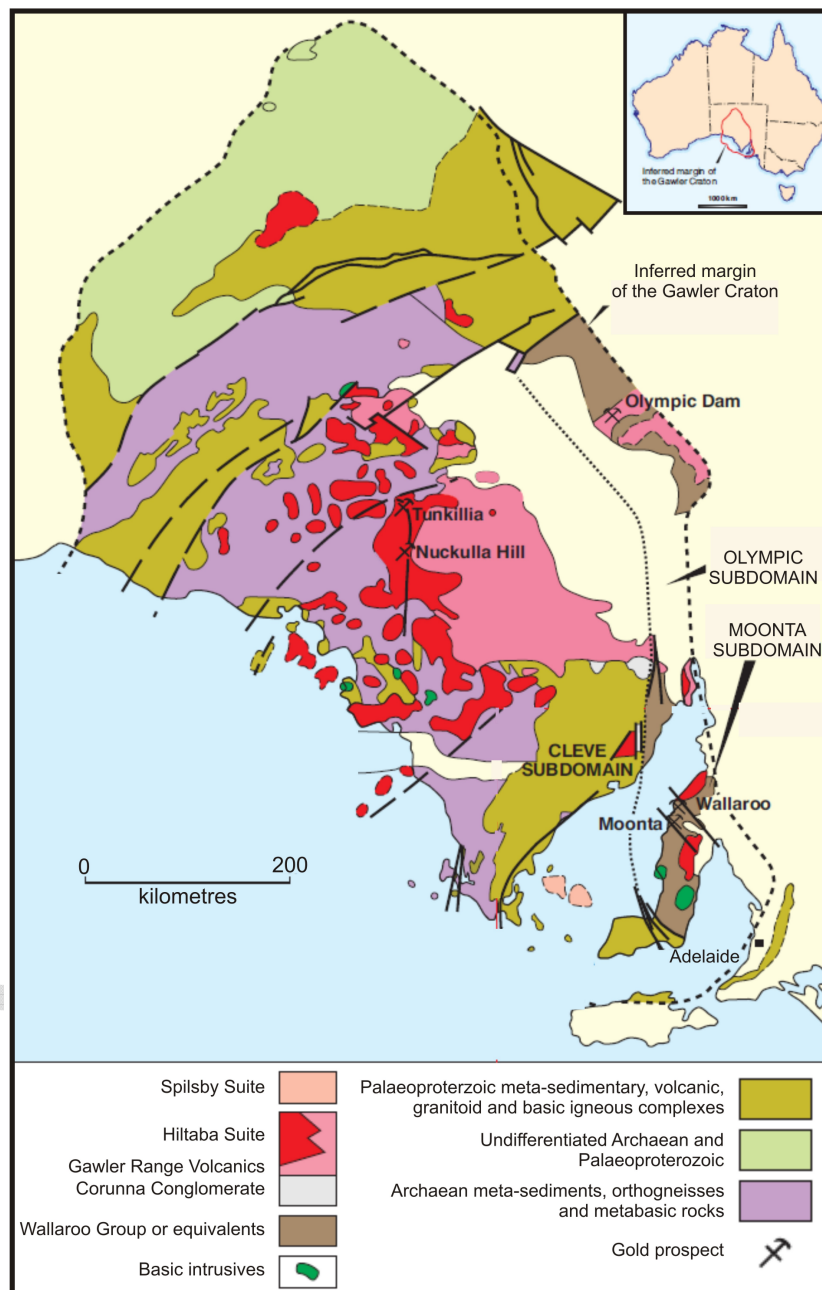 Inferred margin of
the Gawler Craton
1000 km
Inferred margin
of the Gawler Craton
Olympic Dam
Tunkillia
Nuckulla Hill
OLYMPIC
SUBDOMAIN
MOONTA
SUBDOMAIN
CLEVE
SUBDOMAIN
Wallaroo
Moonta
0 200
kilometres
Adelaide
Spilsby Suite
Hiltaba Suite
Gawler Range Volcanics
Corunna Conglomerate
Wallaroo Group or equivalents
Basic intrusives
Palaeoproterzoic meta-sedimentary, volcanic,
granitoid and basic igneous complexes
Undifferentiated Archaean and
Palaeoproterozoic
Archaean meta-sediments, orthogneisses
and metabasic rocks
Gold prospect